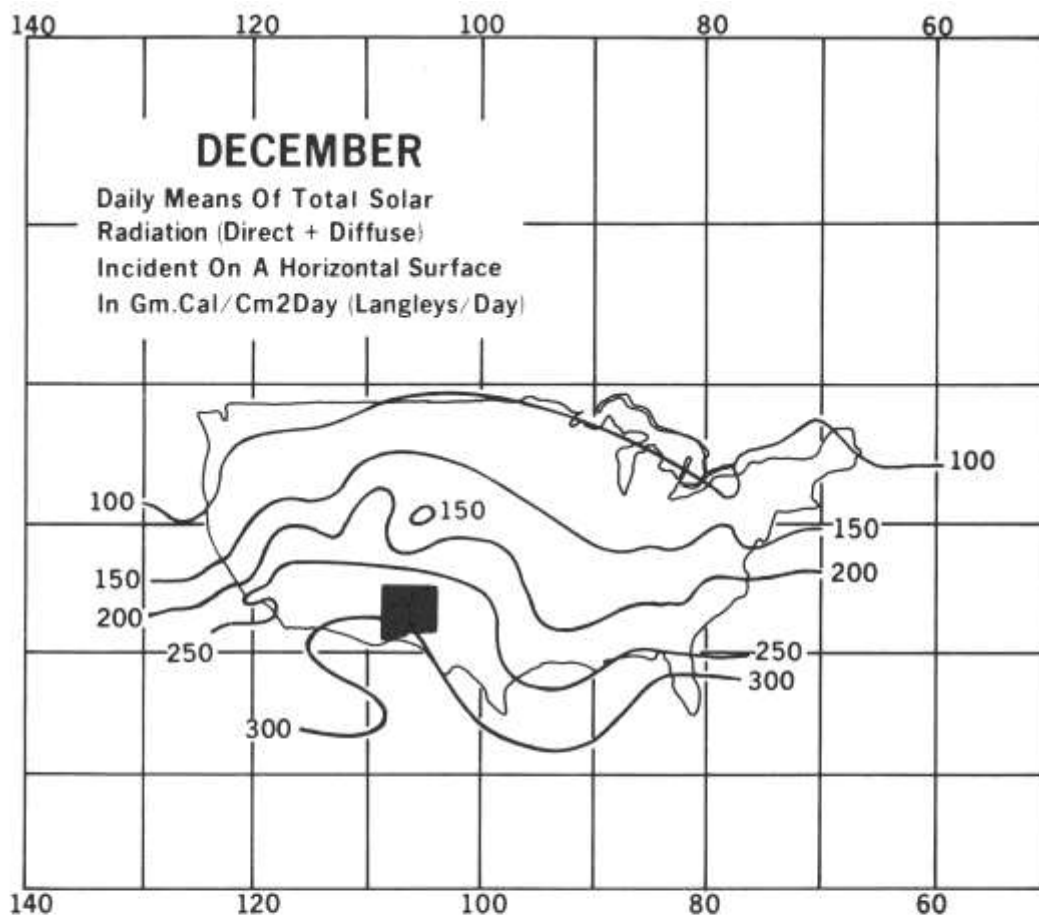 140 120 100 80 60
DECEMBER
Daily Means Of Total Solar
Radiation (Direct + Diffuse)
Incident On A Horizontal Surface
In Gm.Cal/Cm2Day (Langleys/Day)
100
100
150
150
150
200
200
250
250
300
300
140 120 100 80 60